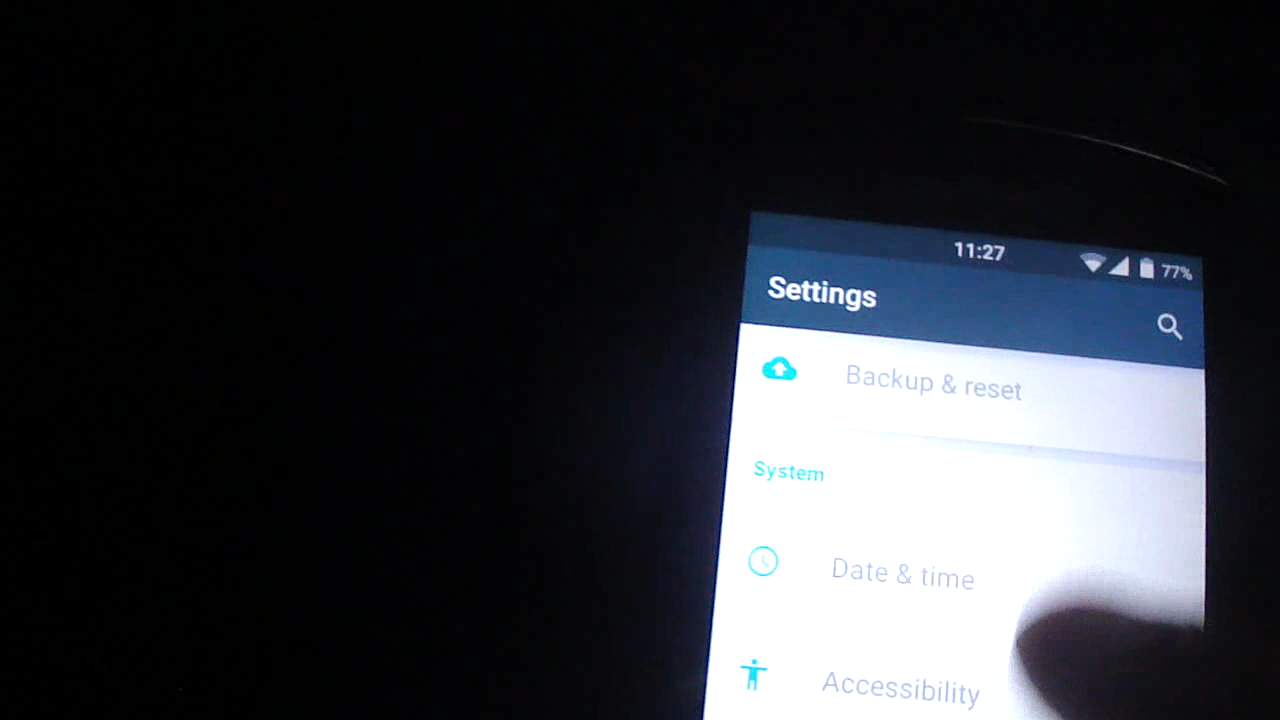 11:27
77%
Settings
Backup & reset
System
Date & time
Accessibility